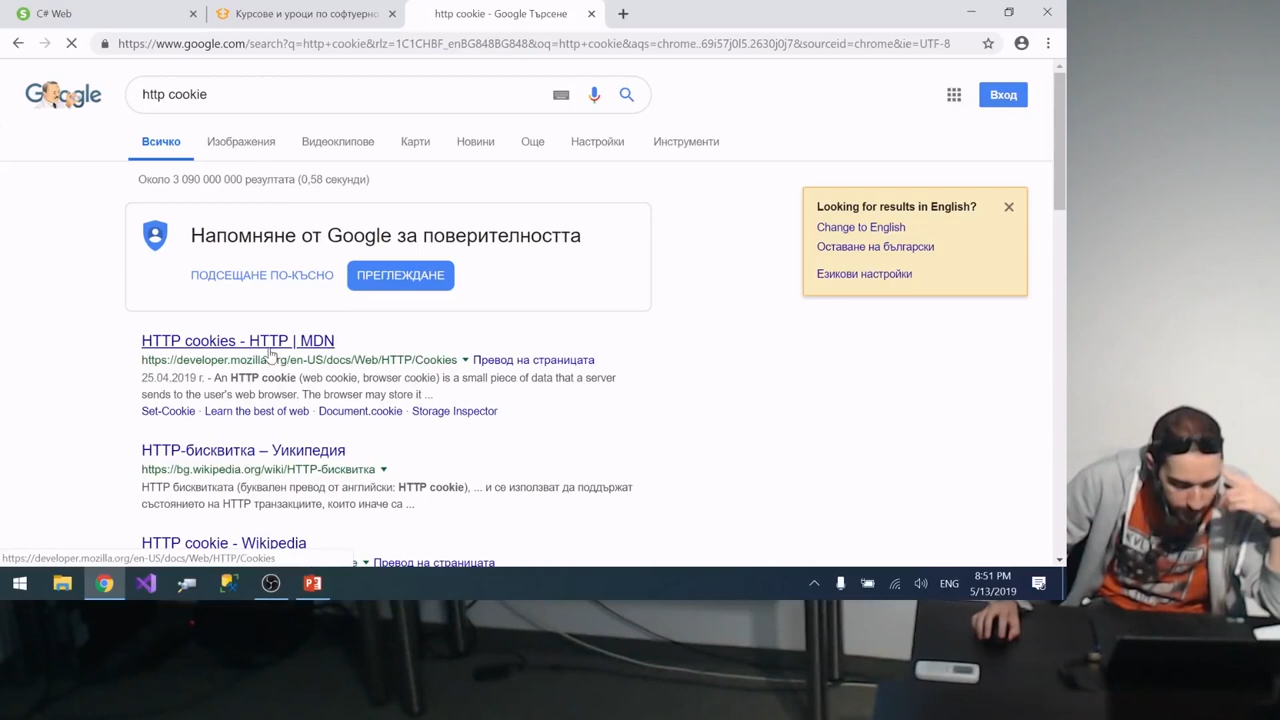 C# Web
Курсове и уроци по софтуерно
http cookie - Google Търсене
https://www.google.com/search?q=http+cookie&rlz=1C1CHBF_enBG848BG848&oq=http+cookie&aqs=chrome..69i57j0l5.2630j0j7&sourceid=chrome&ie=UTF-8
Google
http cookie
Вход
Всичко
Изображения
Видеоклипове
Карти
Новини
Още
Настройки
Инструменти
Около 3 090 000 000 резултата (0,58 секунди)
Напомняне от Google за поверителността
ПОДСЕЩАНЕ ПО-КЪСНО
ПРЕГЛЕЖДАНЕ
Looking for results in English?
Change to English
Оставане на български
Езикови настройки
HTTP cookies - HTTP | MDN
https://developer.mozilla.org/en-US/docs/Web/HTTP/Cookies ▼ Превод на страницата
25.04.2019 г. - An HTTP cookie (web cookie, browser cookie) is a small piece of data that a server
sends to the user's web browser. The browser may store it ...
Set-Cookie · Learn the best of web · Document.cookie · Storage Inspector
HTTP-бисквитка – Уикипедия
https://bg.wikipedia.org/wiki/HTTP-бисквитка ▼
HTTP бисквитката (буквален превод от английски: HTTP cookie), ... и се използват да поддържат
състоянието на HTTP транзакциите, които иначе са ...
HTTP cookie - Wikipedia
e ▼ Превод на страницата
https://developer.mozilla.org/en-US/docs/Web/HTTP/Cookies
ENG
8:51 PM
5/13/2019